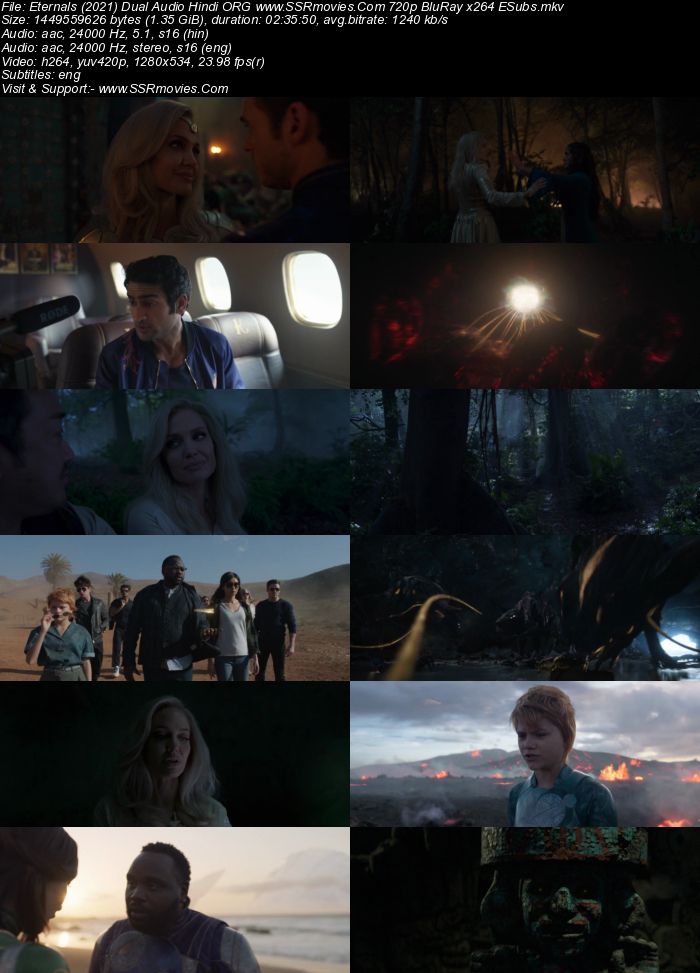 File: Eternals (2021) Dual Audio Hindi ORG www.SSRmovies.Com 720p BluRay x264 ESubs.mkv
Size: 1449559626 bytes (1.35 GiB), duration: 02:35:50, avg.bitrate: 1240 kb/s
Audio: aac, 24000 Hz, 5.1, s16 (hin)
Audio: aac, 24000 Hz, stereo, s16 (eng)
Video: h264, yuv420p, 1280x534, 23.98 fps(r)
Subtitles: eng
Visit & Support:- www.SSRmovies.Com
RØDE
K